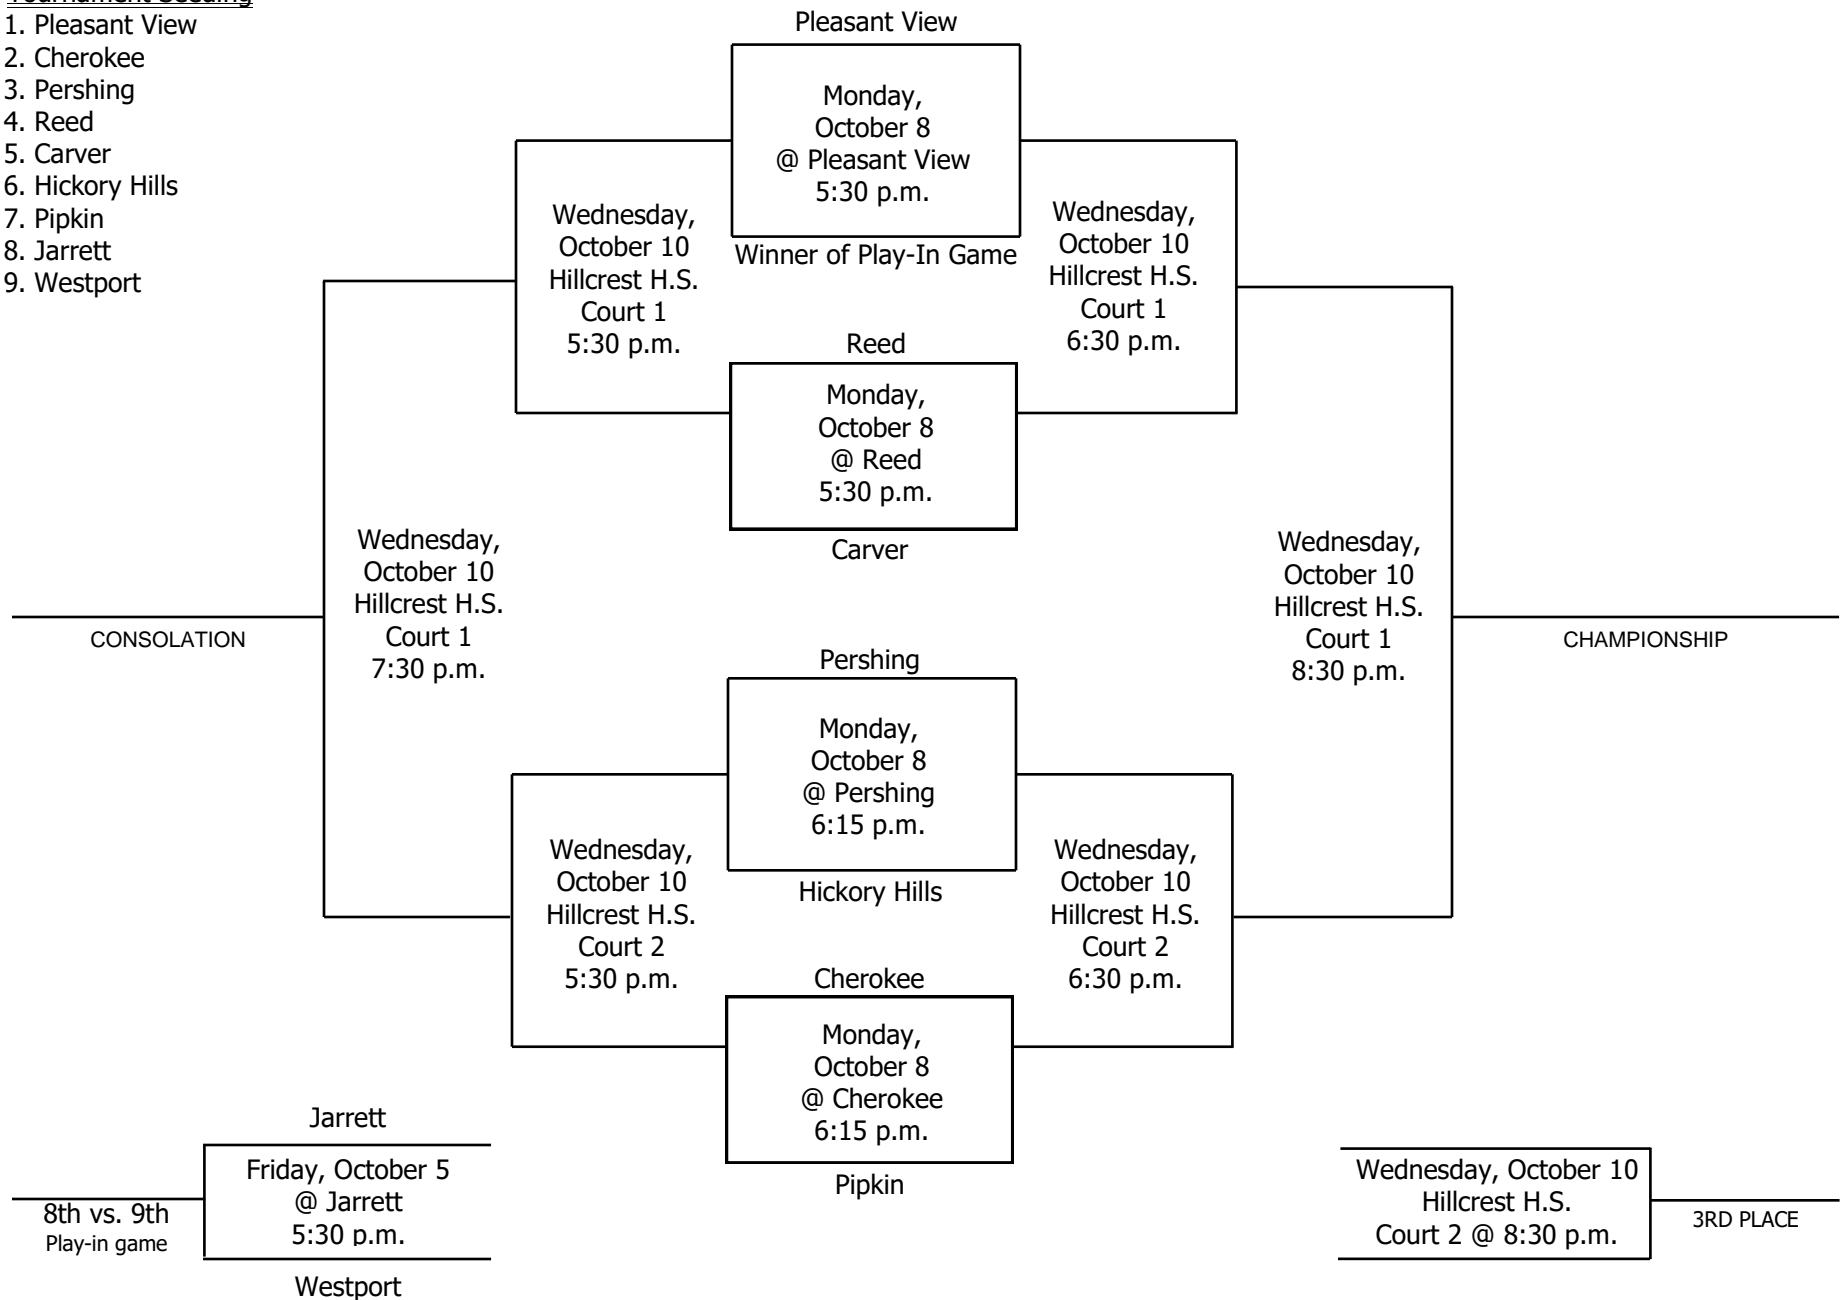 Tournament Seeding
1. Pleasant View
2. Cherokee
3. Pershing
4. Reed
5. Carver
6. Hickory Hills
7. Pipkin
8. Jarrett
9. Westport
Pleasant View
Monday,
October 8
@ Pleasant View
5:30 p.m.
Winner of Play-In Game
Wednesday,
October 10
Hillcrest H.S.
Court 1
5:30 p.m.
Wednesday,
October 10
Hillcrest H.S.
Court 1
6:30 p.m.
Reed
Monday,
October 8
@ Reed
5:30 p.m.
Carver
Wednesday,
October 10
Hillcrest H.S.
Court 1
7:30 p.m.
CONSOLATION
Wednesday,
October 10
Hillcrest H.S.
Court 1
8:30 p.m.
CHAMPIONSHIP
Pershing
Monday,
October 8
@ Pershing
6:15 p.m.
Hickory Hills
Wednesday,
October 10
Hillcrest H.S.
Court 2
5:30 p.m.
Wednesday,
October 10
Hillcrest H.S.
Court 2
6:30 p.m.
Cherokee
Monday,
October 8
@ Cherokee
6:15 p.m.
Pipkin
Jarrett
Friday, October 5
@ Jarrett
5:30 p.m.
Westport
8th vs. 9th
Play-in game
Wednesday, October 10
Hillcrest H.S.
Court 2 @ 8:30 p.m.
3RD PLACE